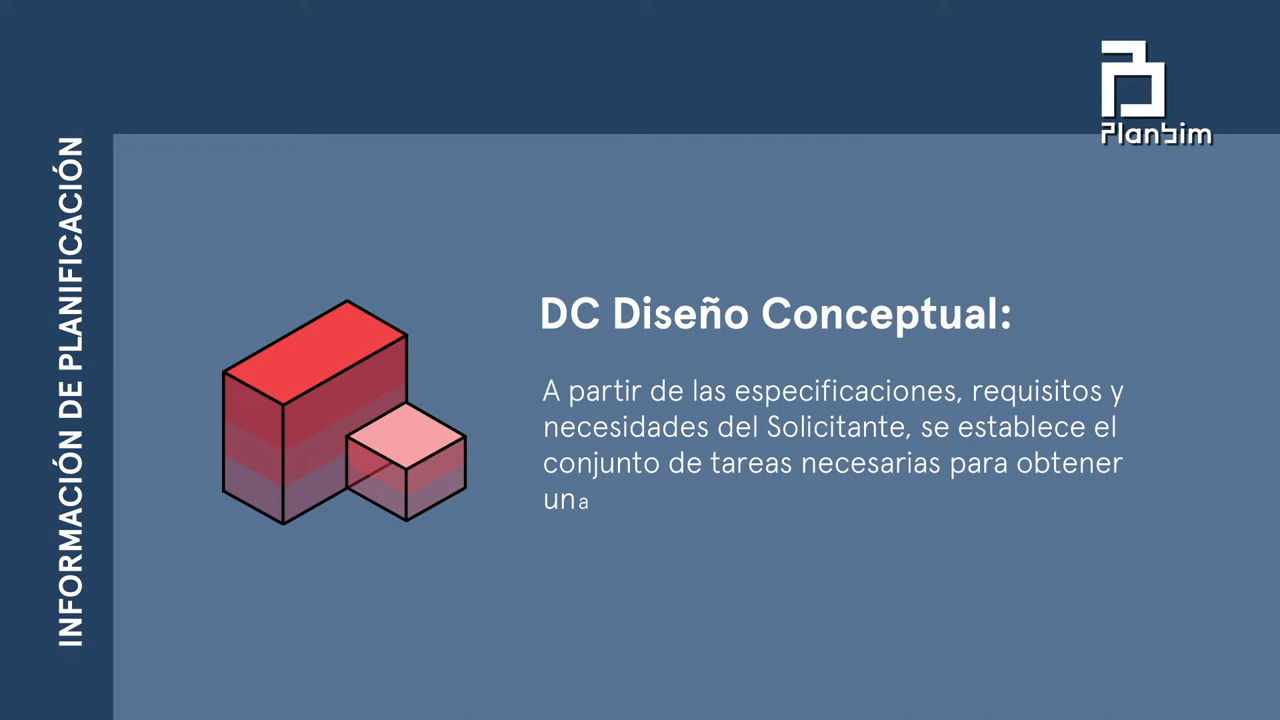 Planbim
INFORMACIÓN DE PLANIFICACIÓN
DC Diseño Conceptual:
A partir de las especificaciones, requisitos y
necesidades del Solicitante, se establece el
conjunto de tareas necesarias para obtener
una